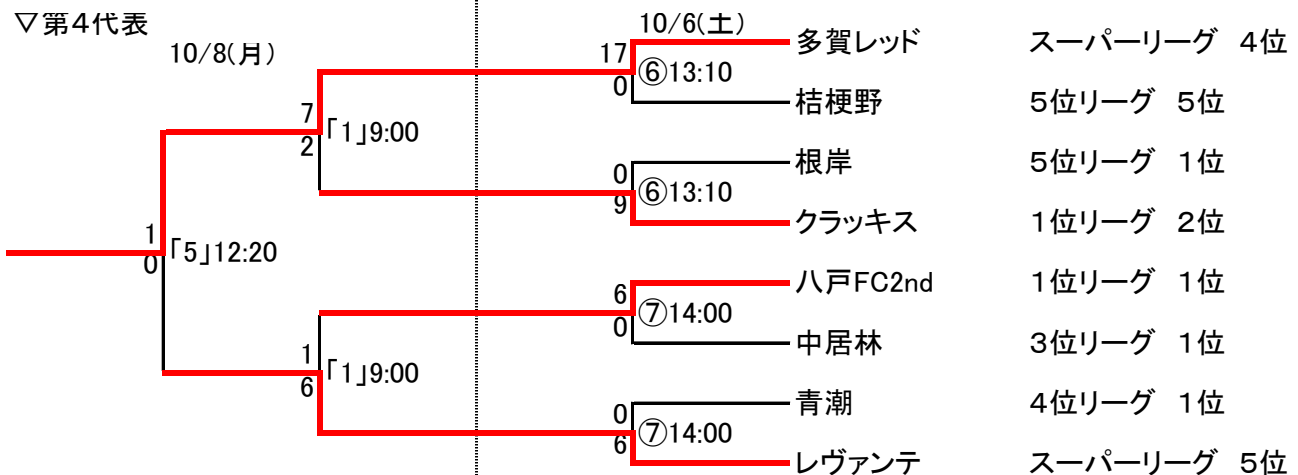 ▽第4代表
10/8(月)
10/6(土)
17 多賀レッド スーパーリーグ 4位
⑥13:10
0 桔梗野 5位リーグ 5位
7
「1」9:00
2
0 根岸 5位リーグ 1位
⑥13:10
9 クラッキス 1位リーグ 2位
1
「5」12:20
0
6 八戸FC2nd 1位リーグ 1位
⑦14:00
0 中居林 3位リーグ 1位
1
「1」9:00
6
0 青潮 4位リーグ 1位
⑦14:00
6 レヴァンテ スーパーリーグ 5位